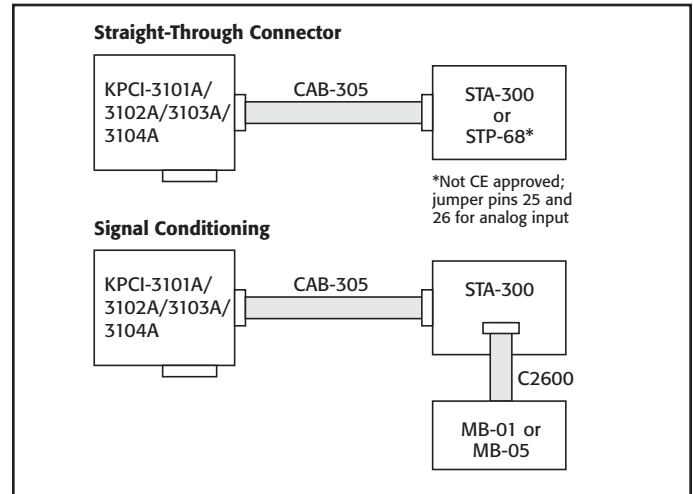 Straight-Through Connector
KPCI-3101A/
3102A/3103A/
3104A
CAB-305
STA-300
or
STP-68*
*Not CE approved;
jumper pins 25 and
26 for analog input
Signal Conditioning
KPCI-3101A/
3102A/3103A/
3104A
CAB-305
STA-300
C2600
MB-01 or
MB-05